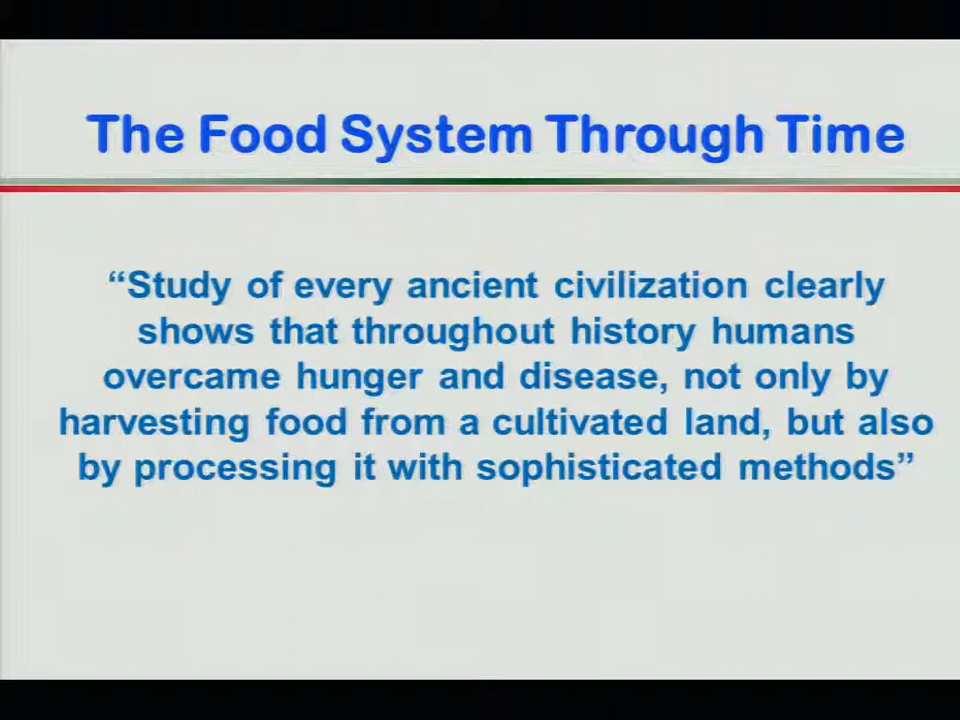 The Food System Through Time
“Study of every ancient civilization clearly
shows that throughout history humans
overcame hunger and disease, not only by
harvesting food from a cultivated land, but also
by processing it with sophisticated methods”